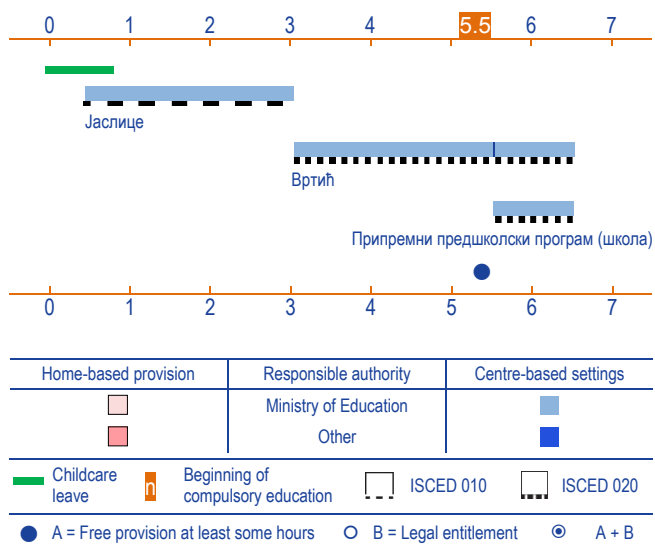 0 1 2 3 4 5.5 6 7
Јаслице
Вртић
Припремни предшколски програм (школа)
0 1 2 3 4 5 6 7
Home-based provision Responsible authority Centre-based settings
Ministry of Education
Other
Childcare leave
n Beginning of compulsory education
ISCED 010
ISCED 020
A = Free provision at least some hours B = Legal entitlement A + B